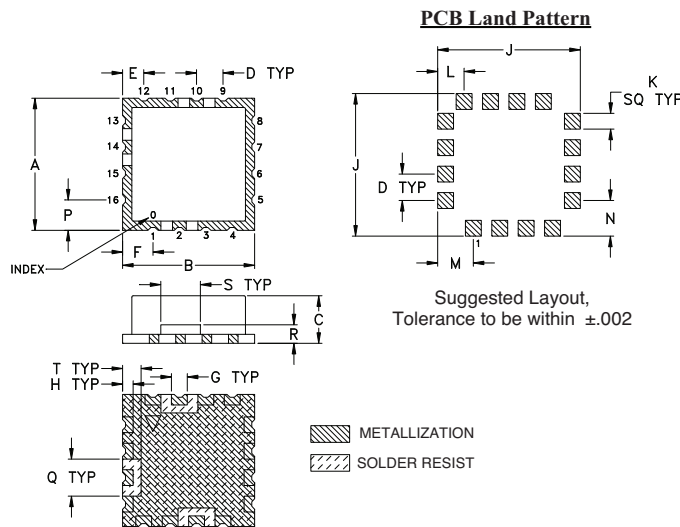 PCB Land Pattern
E
D TYP
12 11 10 9
13
14
15
16
8
7
6
5
A
P
0
1 2 3 4
F
INDEX
B
J
L
K
SQ TYP
J
D TYP
N
1
M
Suggested Layout,
Tolerance to be within ±.002
S TYP
C
R
T TYP
H TYP
G TYP
Q TYP
METALLIZATION
SOLDER RESIST